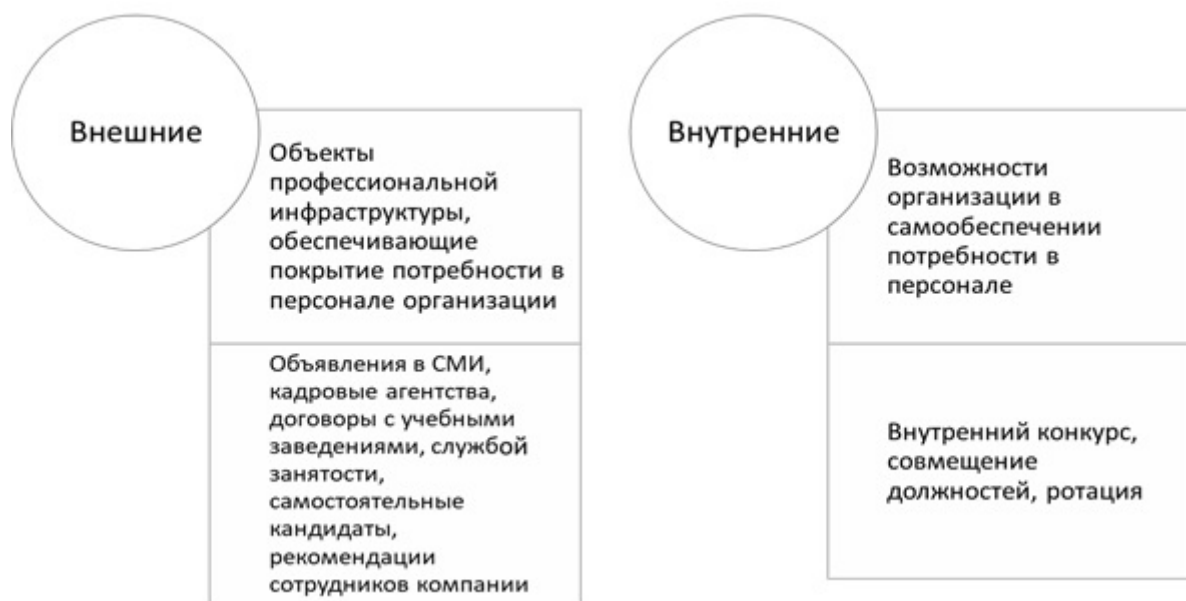 Внешние
Объекты
профессиональной
инфраструктуры,
обеспечивающие
покрытие потребности в
персонале организации
Объявления в СМИ,
кадровые агентства,
договоры с учебными
заведениями, службой
занятости,
самостоятельные
кандидаты,
рекомендации
сотрудников компании
Внутренние
Возможности
организации в
самообеспечении
потребности в
персонале
Внутренний конкурс,
совмещение
должностей, ротация